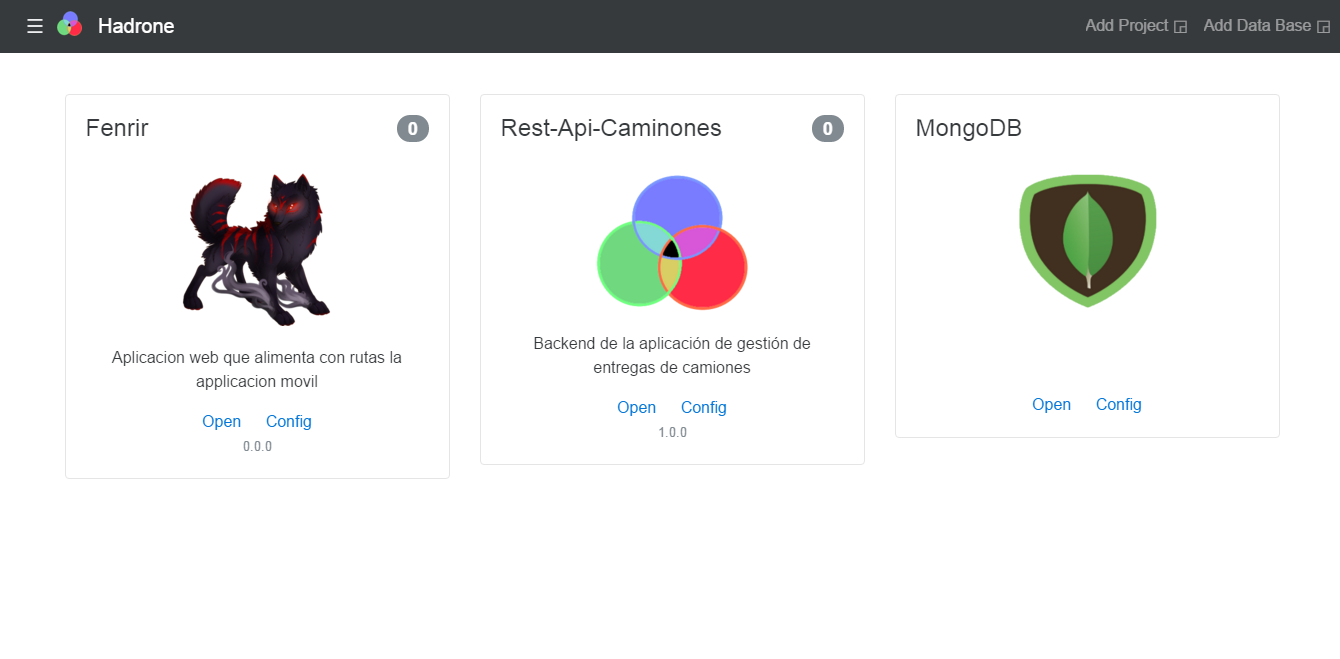 Hadrone
Add Project
Add Data Base
Fenrir
0
Aplicacion web que alimenta con rutas la
applicacion movil
Open
Config
0.0.0
Rest-Api-Caminones
0
Backend de la aplicación de gestión de
entregas de camiones
Open
Config
1.0.0
MongoDB
Open
Config